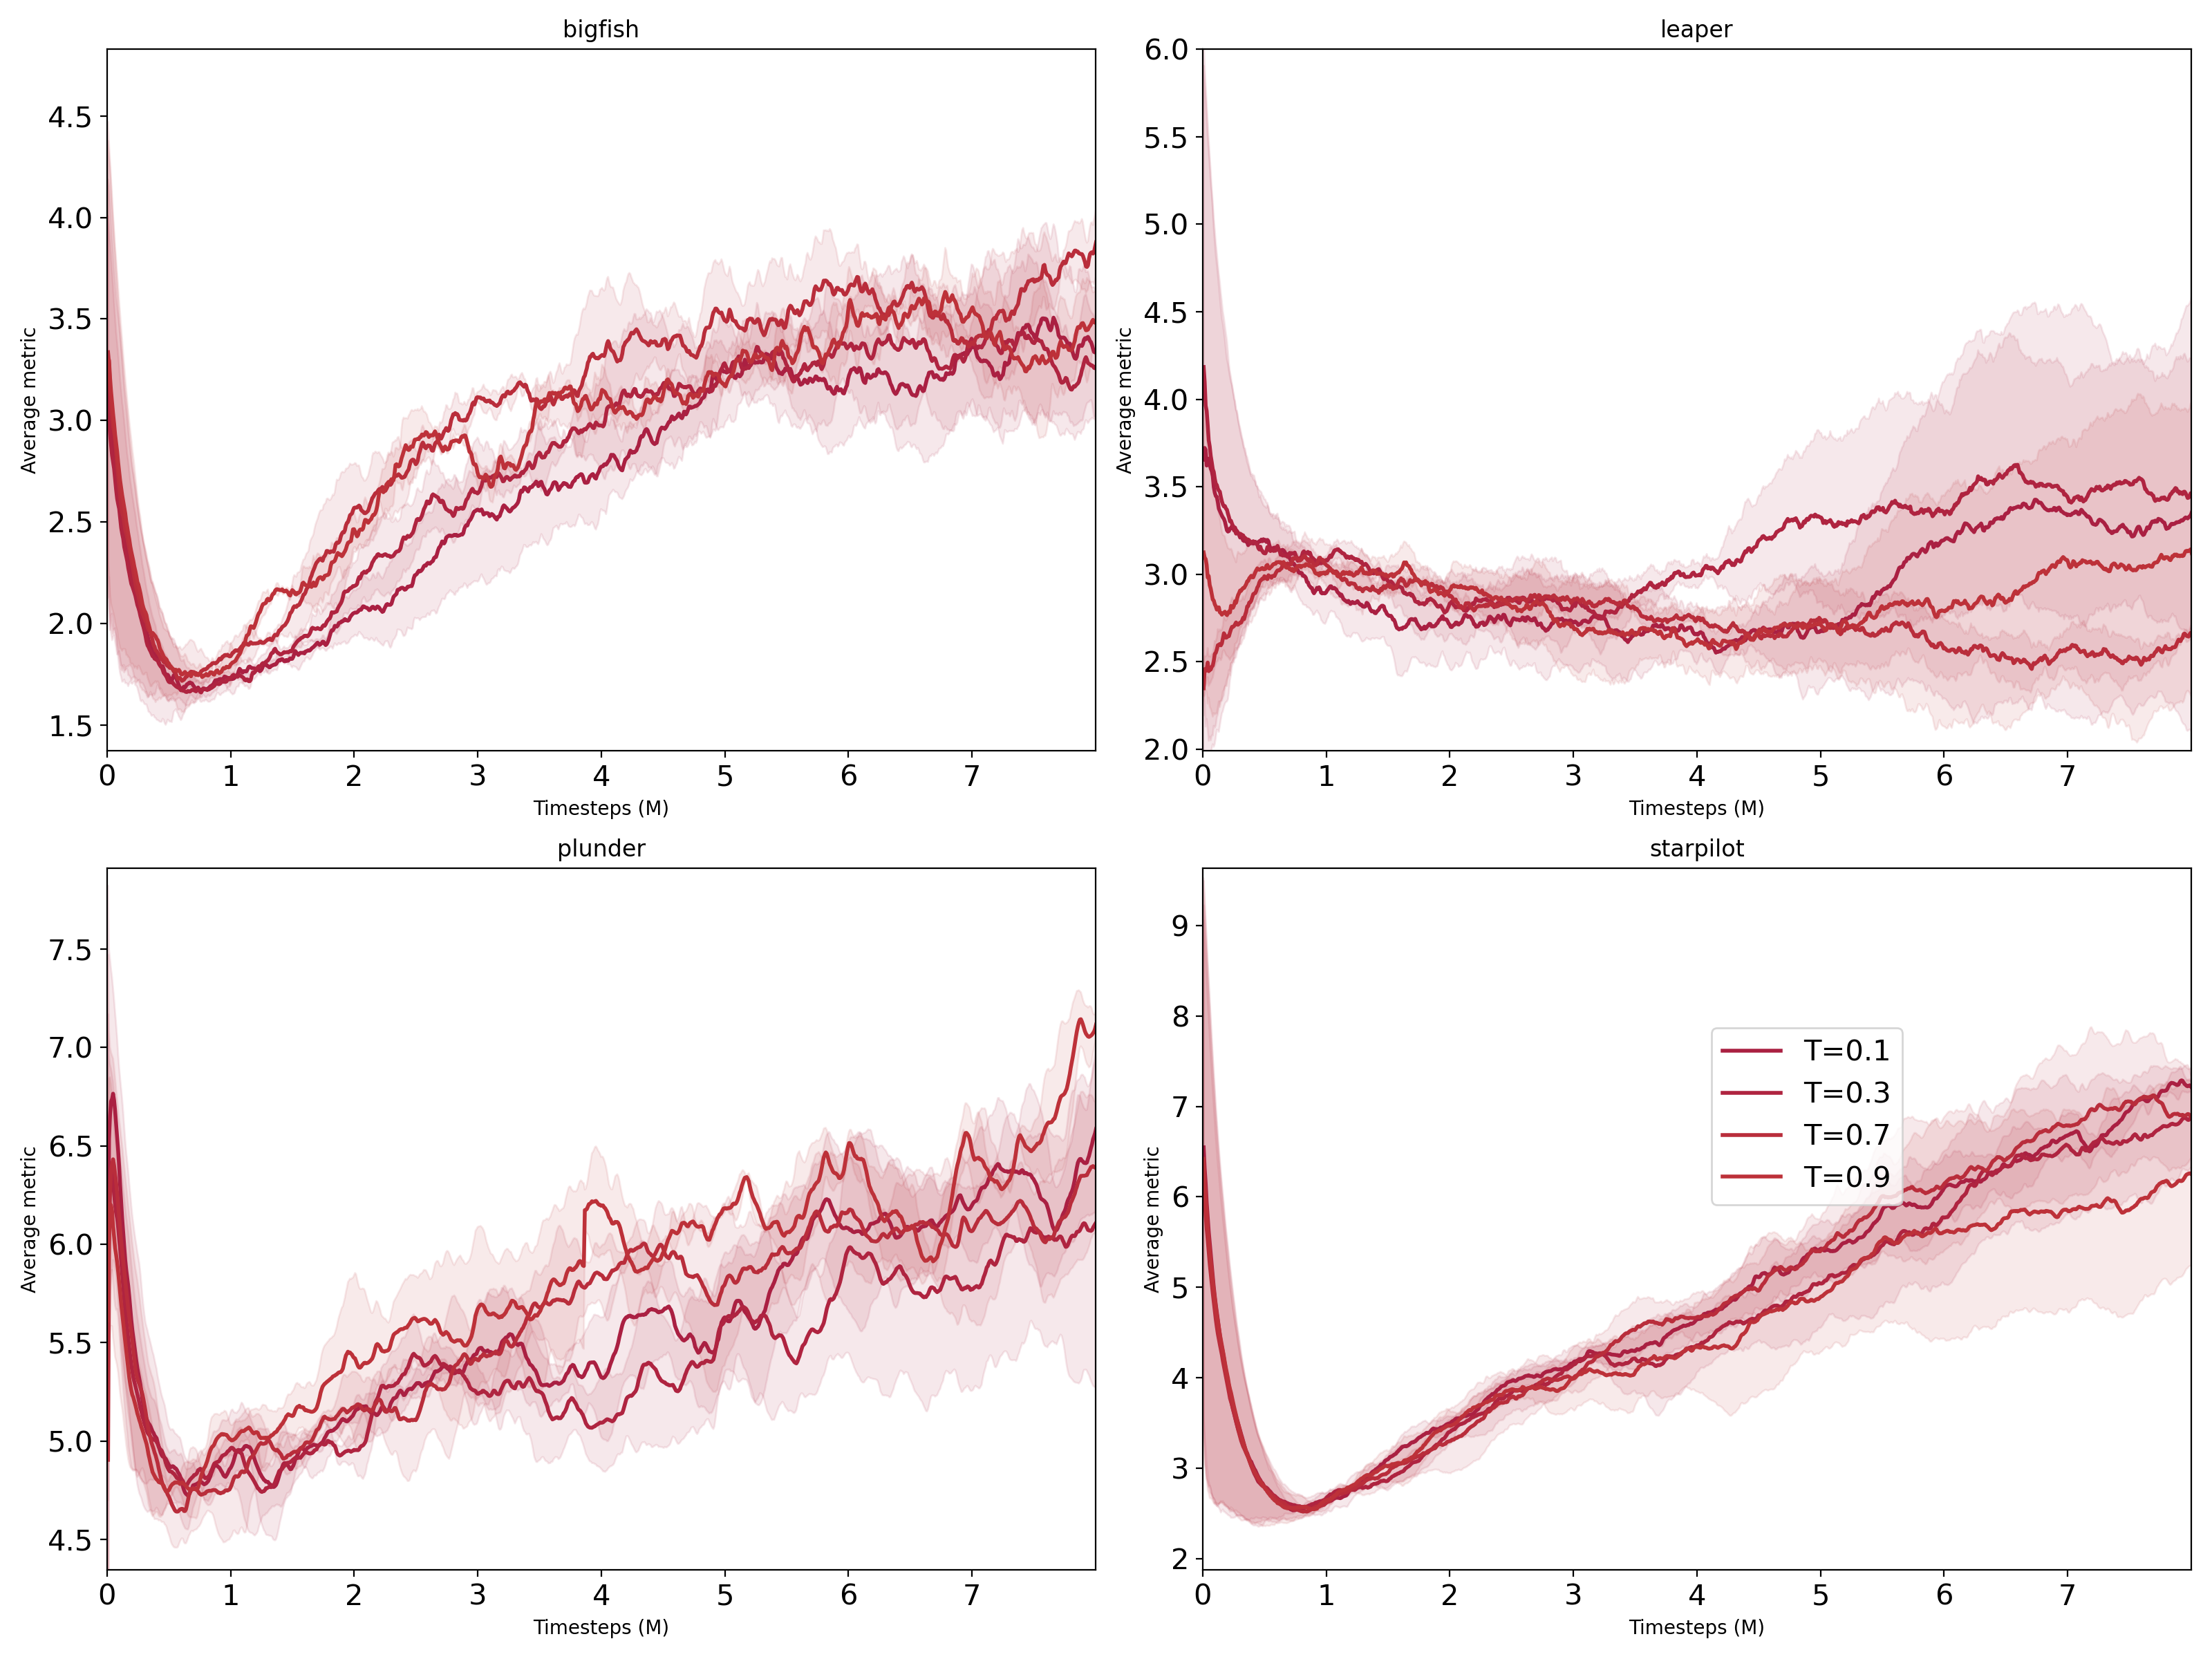 bigfish
4.5
4.0
3.5
3.0
2.5
2.0
1.5
Average metric
0 1 2 3 4 5 6 7
Timesteps (M)
leaper
6.0
5.5
5.0
4.5
4.0
3.5
3.0
2.5
2.0
Average metric
0 1 2 3 4 5 6 7
Timesteps (M)
plunder
7.5
7.0
6.5
6.0
5.5
5.0
4.5
Average metric
0 1 2 3 4 5 6 7
Timesteps (M)
starpilot
9
8
7
6
5
4
3
2
Average metric
T=0.1
T=0.3
T=0.7
T=0.9
0 1 2 3 4 5 6 7
Timesteps (M)